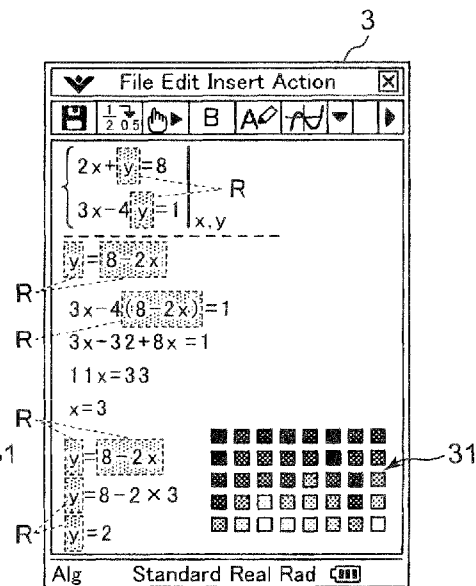 3
File Edit Insert Action
1/2 0.5 B A
2x+y=8
3x-4y=1 x,y
R
y=8-2x
R
3x-4(8-2x)=1
R
3x-32+8x=1
11x=33
x=3
R
y=8-2x
31
y=8-2×3
R
y=2
Alg Standard Real Rad